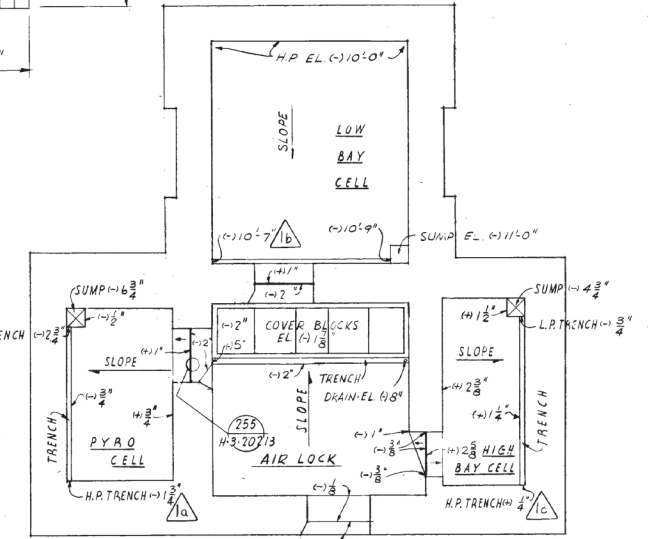 "
H.P EL. (-) 10'-0"
SLOPE
LOW
BAY
CELL
(-) 10'-7"
1b
(-) 10'-9"
SUMP EL. (-) 11'-0"
(+) 1"
(-) 2"
SUMP (-) 6 3/4"
(-) 1/2"
TRENCH (-) 2 3/4"
SLOPE
(+) 1"
(-) 2"
(-) 3/4"
(+) 3/4"
TRENCH
PYRO
CELL
H.P. TRENCH (-) 1 3/4"
1a
(-) 2"
COVER BLOCKS
EL. (-) 1 7/8"
(-) 5"
(-) 2"
TRENCH
DRAIN-EL. (-) 8"
SLOPE
255
H-3-20213
AIR LOCK
(-) 1"
(-) 3/8"
(-) 3/8"
(-) 1/8"
SUMP (-) 4 3/4"
(+) 1 1/2"
L.P. TRENCH (-) 3/4"
SLOPE
(+) 2 3/8"
(+) 1 1/4"
TRENCH
(+) 2 5/8"
HIGH
BAY CELL
H.P. TRENCH (+) 1/4"
1c